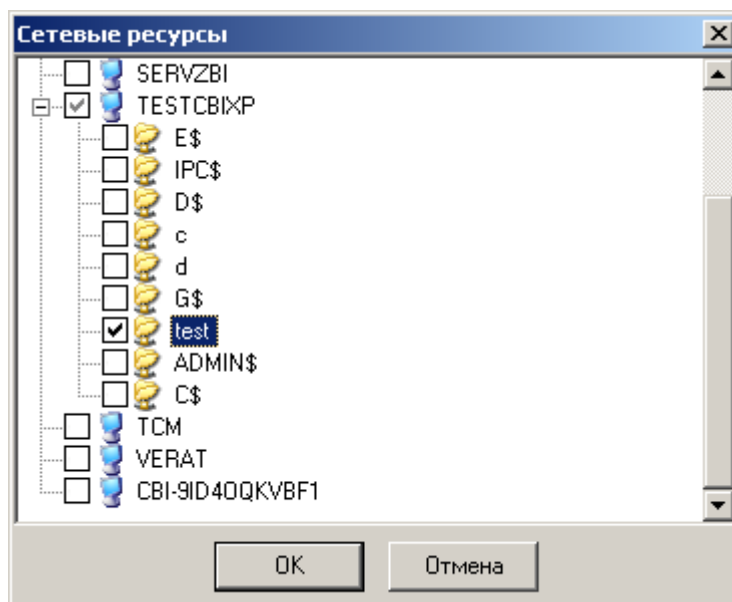 Сетевые ресурсы
SERVZBI
TESTCBIXP
E$
IPC$
D$
c
d
G$
test
ADMIN$
C$
TCM
VERAT
CBI-9ID4OQKVBF1
OK
Отмена